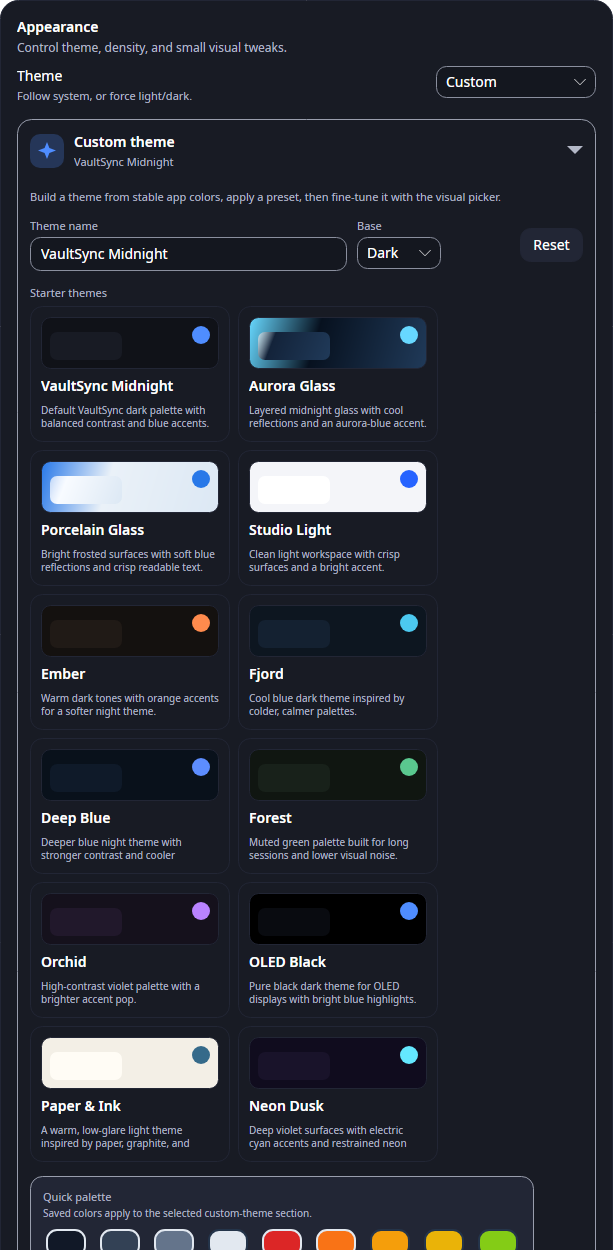 Appearance
Control theme, density, and small visual tweaks.
Theme
Follow system, or force light/dark.
Custom
Custom theme
VaultSync Midnight
Build a theme from stable app colors, apply a preset, then fine-tune it with the visual picker.
Theme name
Base
VaultSync Midnight
Dark
Reset
Starter themes
VaultSync Midnight
Default VaultSync dark palette with
balanced contrast and blue accents.
Aurora Glass
Layered midnight glass with cool
reflections and an aurora-blue accent.
Porcelain Glass
Bright frosted surfaces with soft blue
reflections and crisp readable text.
Studio Light
Clean light workspace with crisp
surfaces and a bright accent.
Ember
Warm dark tones with orange accents
for a softer night theme.
Fjord
Cool blue dark theme inspired by
colder, calmer palettes.
Deep Blue
Deeper blue night theme with
stronger contrast and cooler
Forest
Muted green palette built for long
sessions and lower visual noise.
Orchid
High-contrast violet palette with a
brighter accent pop.
OLED Black
Pure black dark theme for OLED
displays with bright blue highlights.
Paper & Ink
A warm, low-glare light theme
inspired by paper, graphite, and
Neon Dusk
Deep violet surfaces with electric
cyan accents and restrained neon
Quick palette
Saved colors apply to the selected custom-theme section.